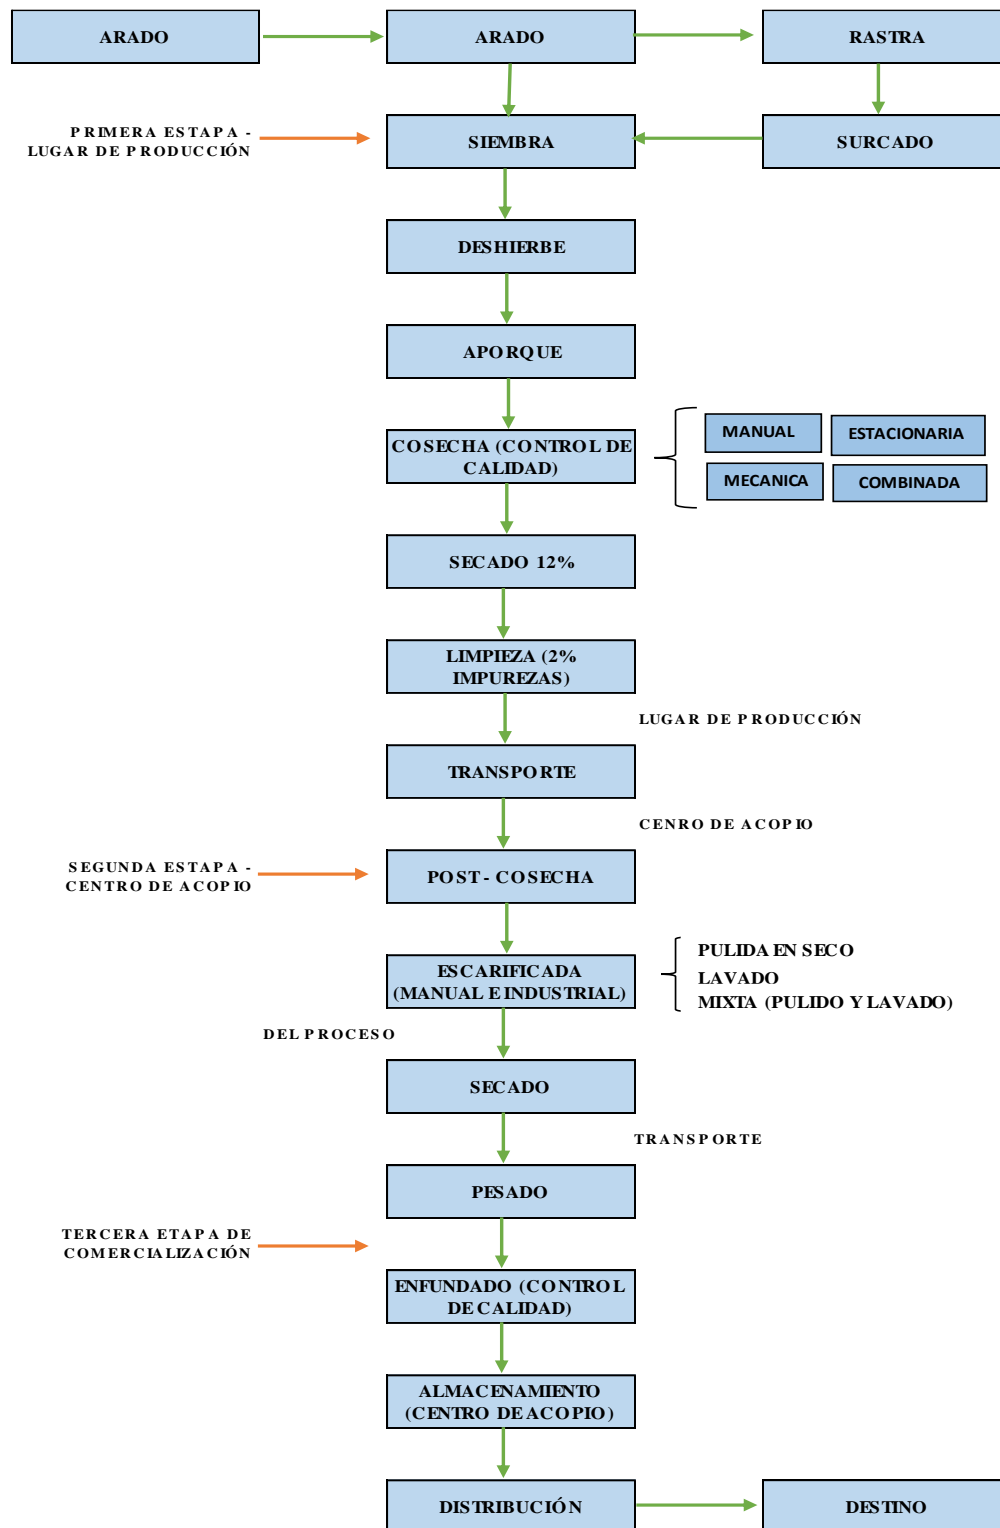 ARADO
ARADO
RASTRA
PRIMERA ESTAPA -
LUGAR DE PRODUCCIÓN
SIEMBRA
SURCADO
DESHIERBE
APORQUE
COSECHA (CONTROL DE
CALIDAD)
MANUAL
ESTACIONARIA
MECANICA
COMBINADA
SECADO 12%
LIMPIEZA (2%
IMPUREZAS)
LUGAR DE PRODUCCIÓN
TRANSPORTE
CENRO DE ACOPIO
SEGUNDA ESTAPA -
CENTRO DE ACOPIO
POST - COSECHA
ESCARIFICADA
(MANUAL E INDUSTRIAL)
PULIDA EN SECO
LAVADO
MIXTA (PULIDO Y LAVADO)
DEL PROCESO
SECADO
TRANSPORTE
PESADO
TERCERA ETAPA DE
COMERCIALIZACIÓN
ENFUNDADO (CONTROL
DE CALIDAD)
ALMACENAMIENTO
(CENTRO DE ACOPIO)
DISTRIBUCIÓN
DESTINO